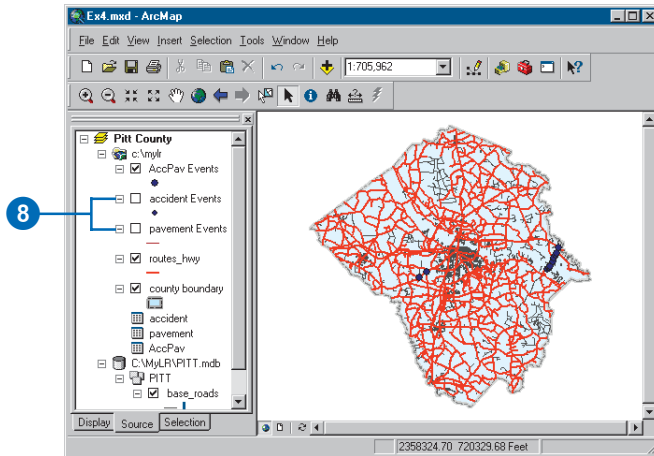 Ex4.mxd - ArcMap
File Edit View Insert Selection Tools Window Help
1:705,962
Pitt County
c:\mylr
AccPav Events
accident Events
8
pavement Events
routes_hwy
county boundary
accident
pavement
AccPav
C:\MyLR\PITT.mdb
PITT
base_roads
Display Source Selection
2358324.70 720329.68 Feet